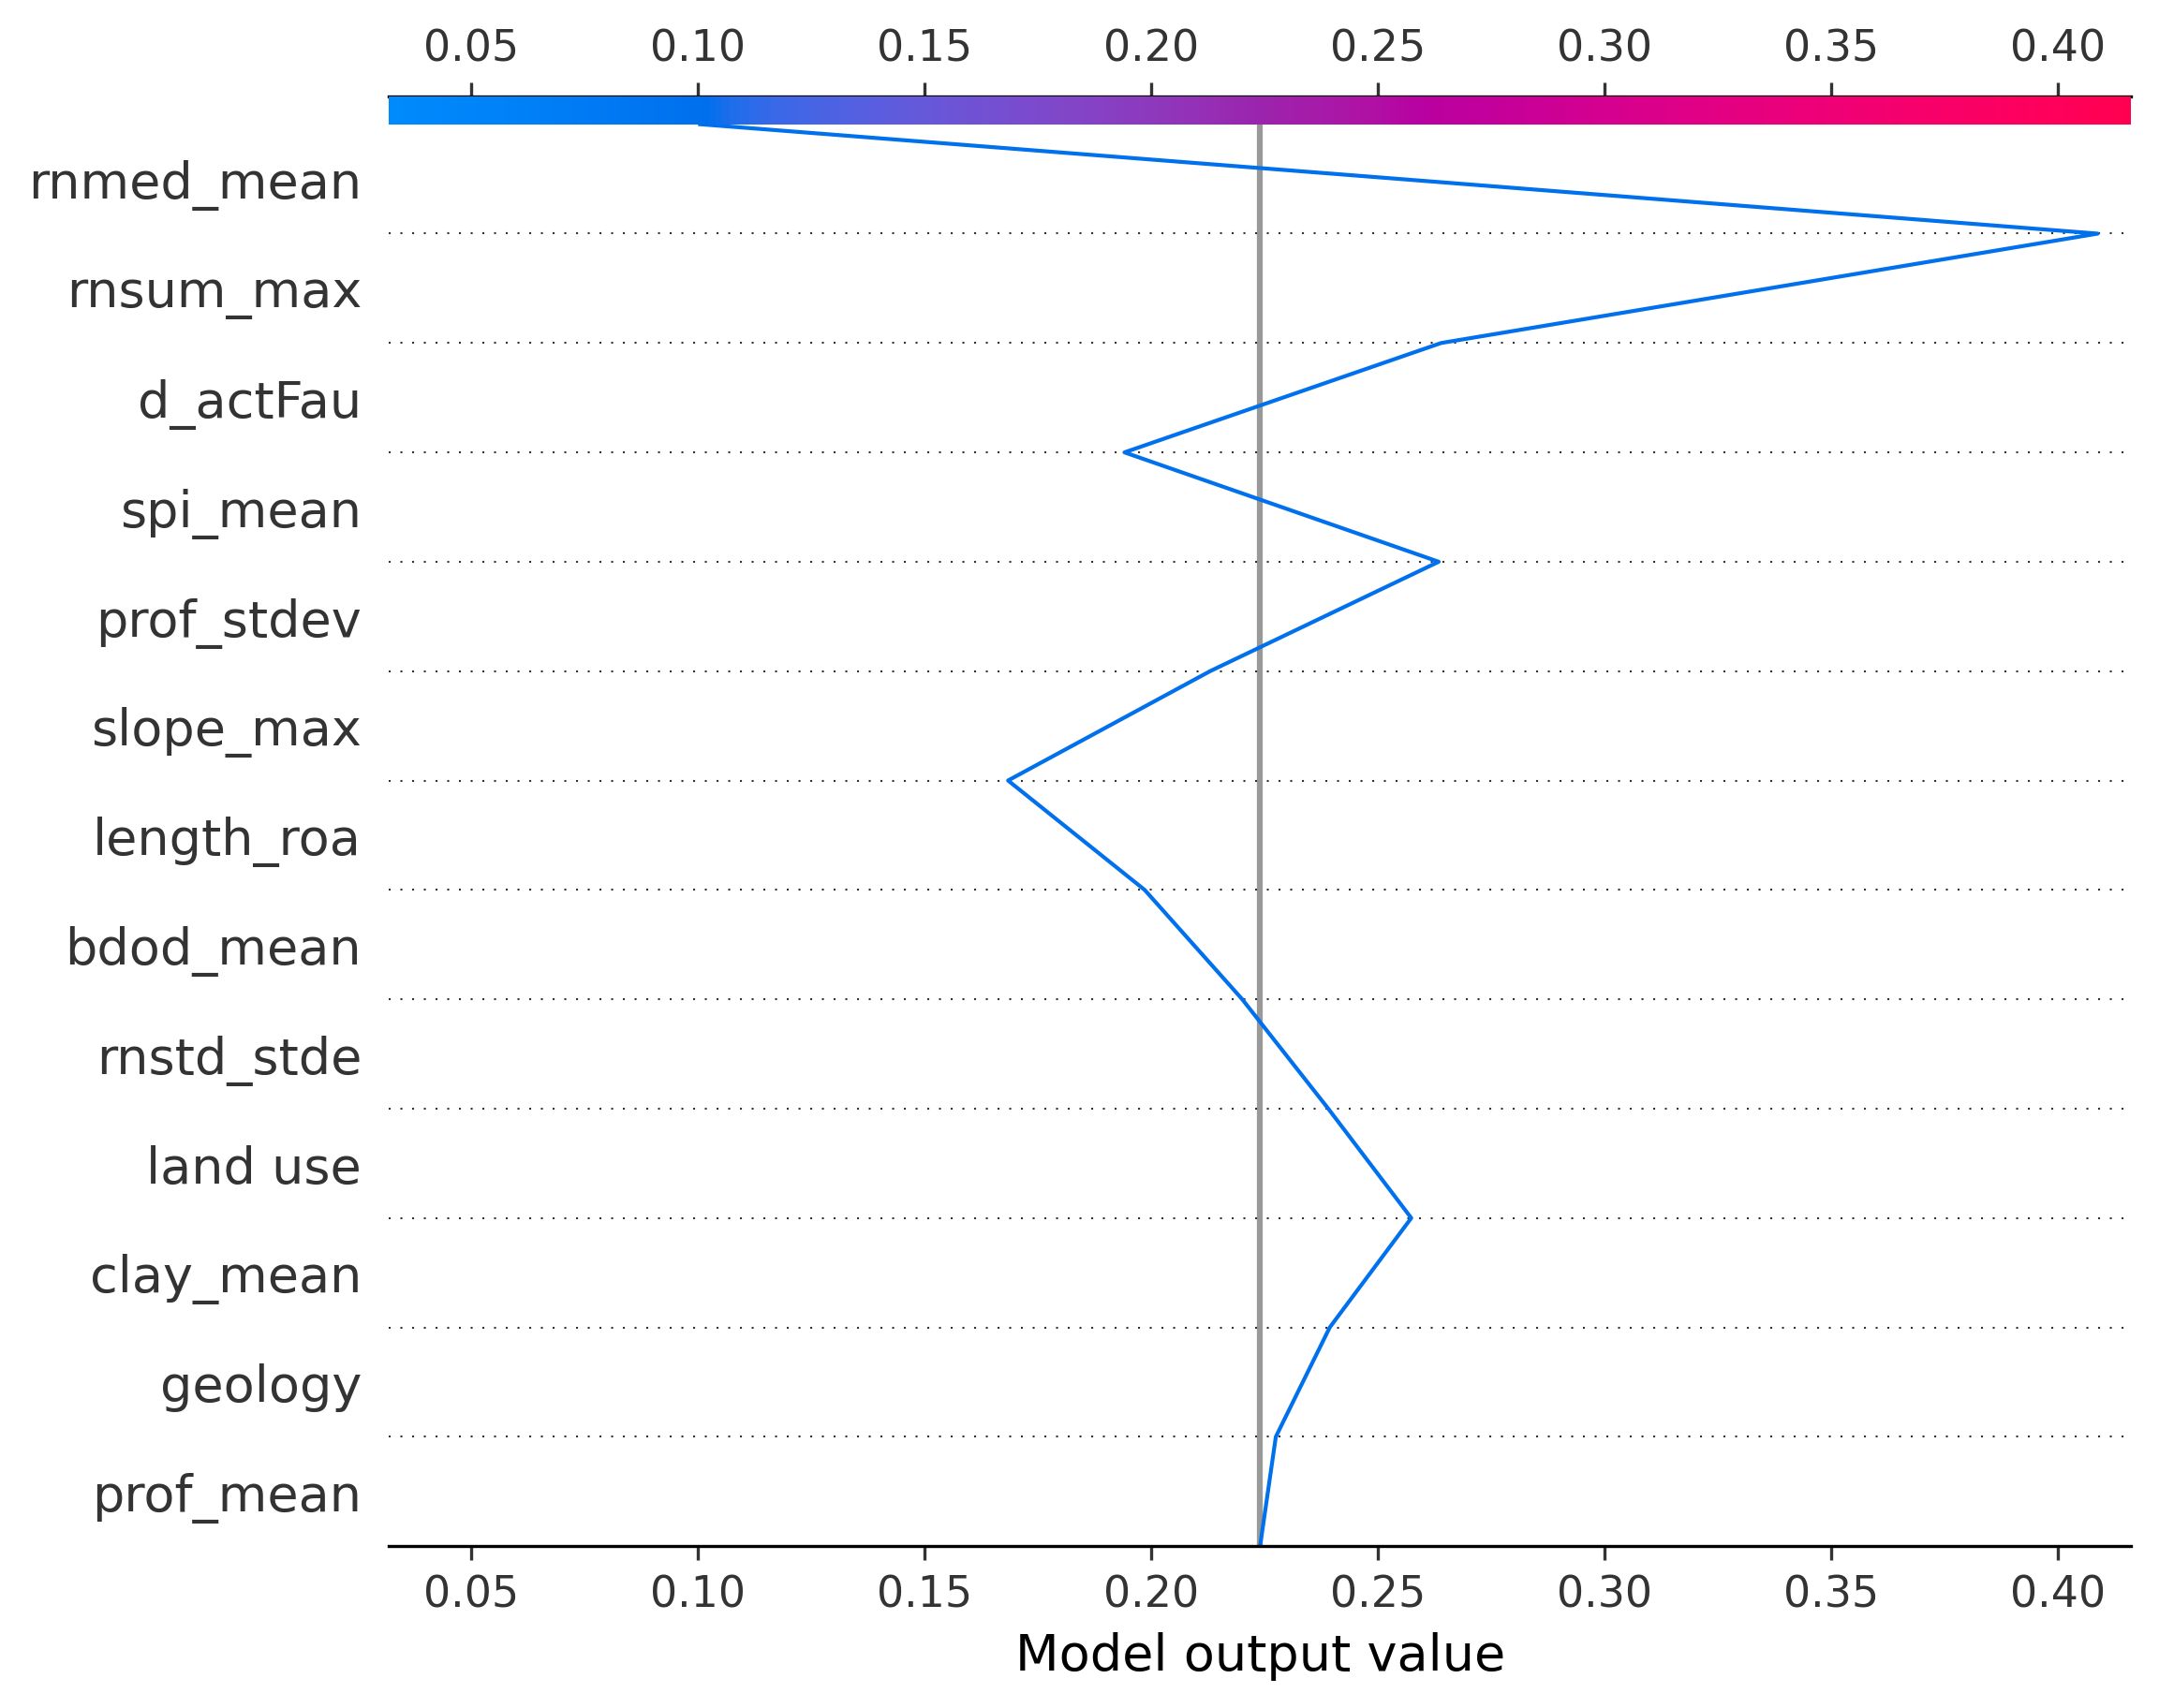 0.05 0.10 0.15 0.20 0.25 0.30 0.35 0.40
rnmed_mean
rnsum_max
d_actFau
spi_mean
prof_stdev
slope_max
length_roa
bdod_mean
rnstd_stde
land use
clay_mean
geology
prof_mean
0.05 0.10 0.15 0.20 0.25 0.30 0.35 0.40
Model output value